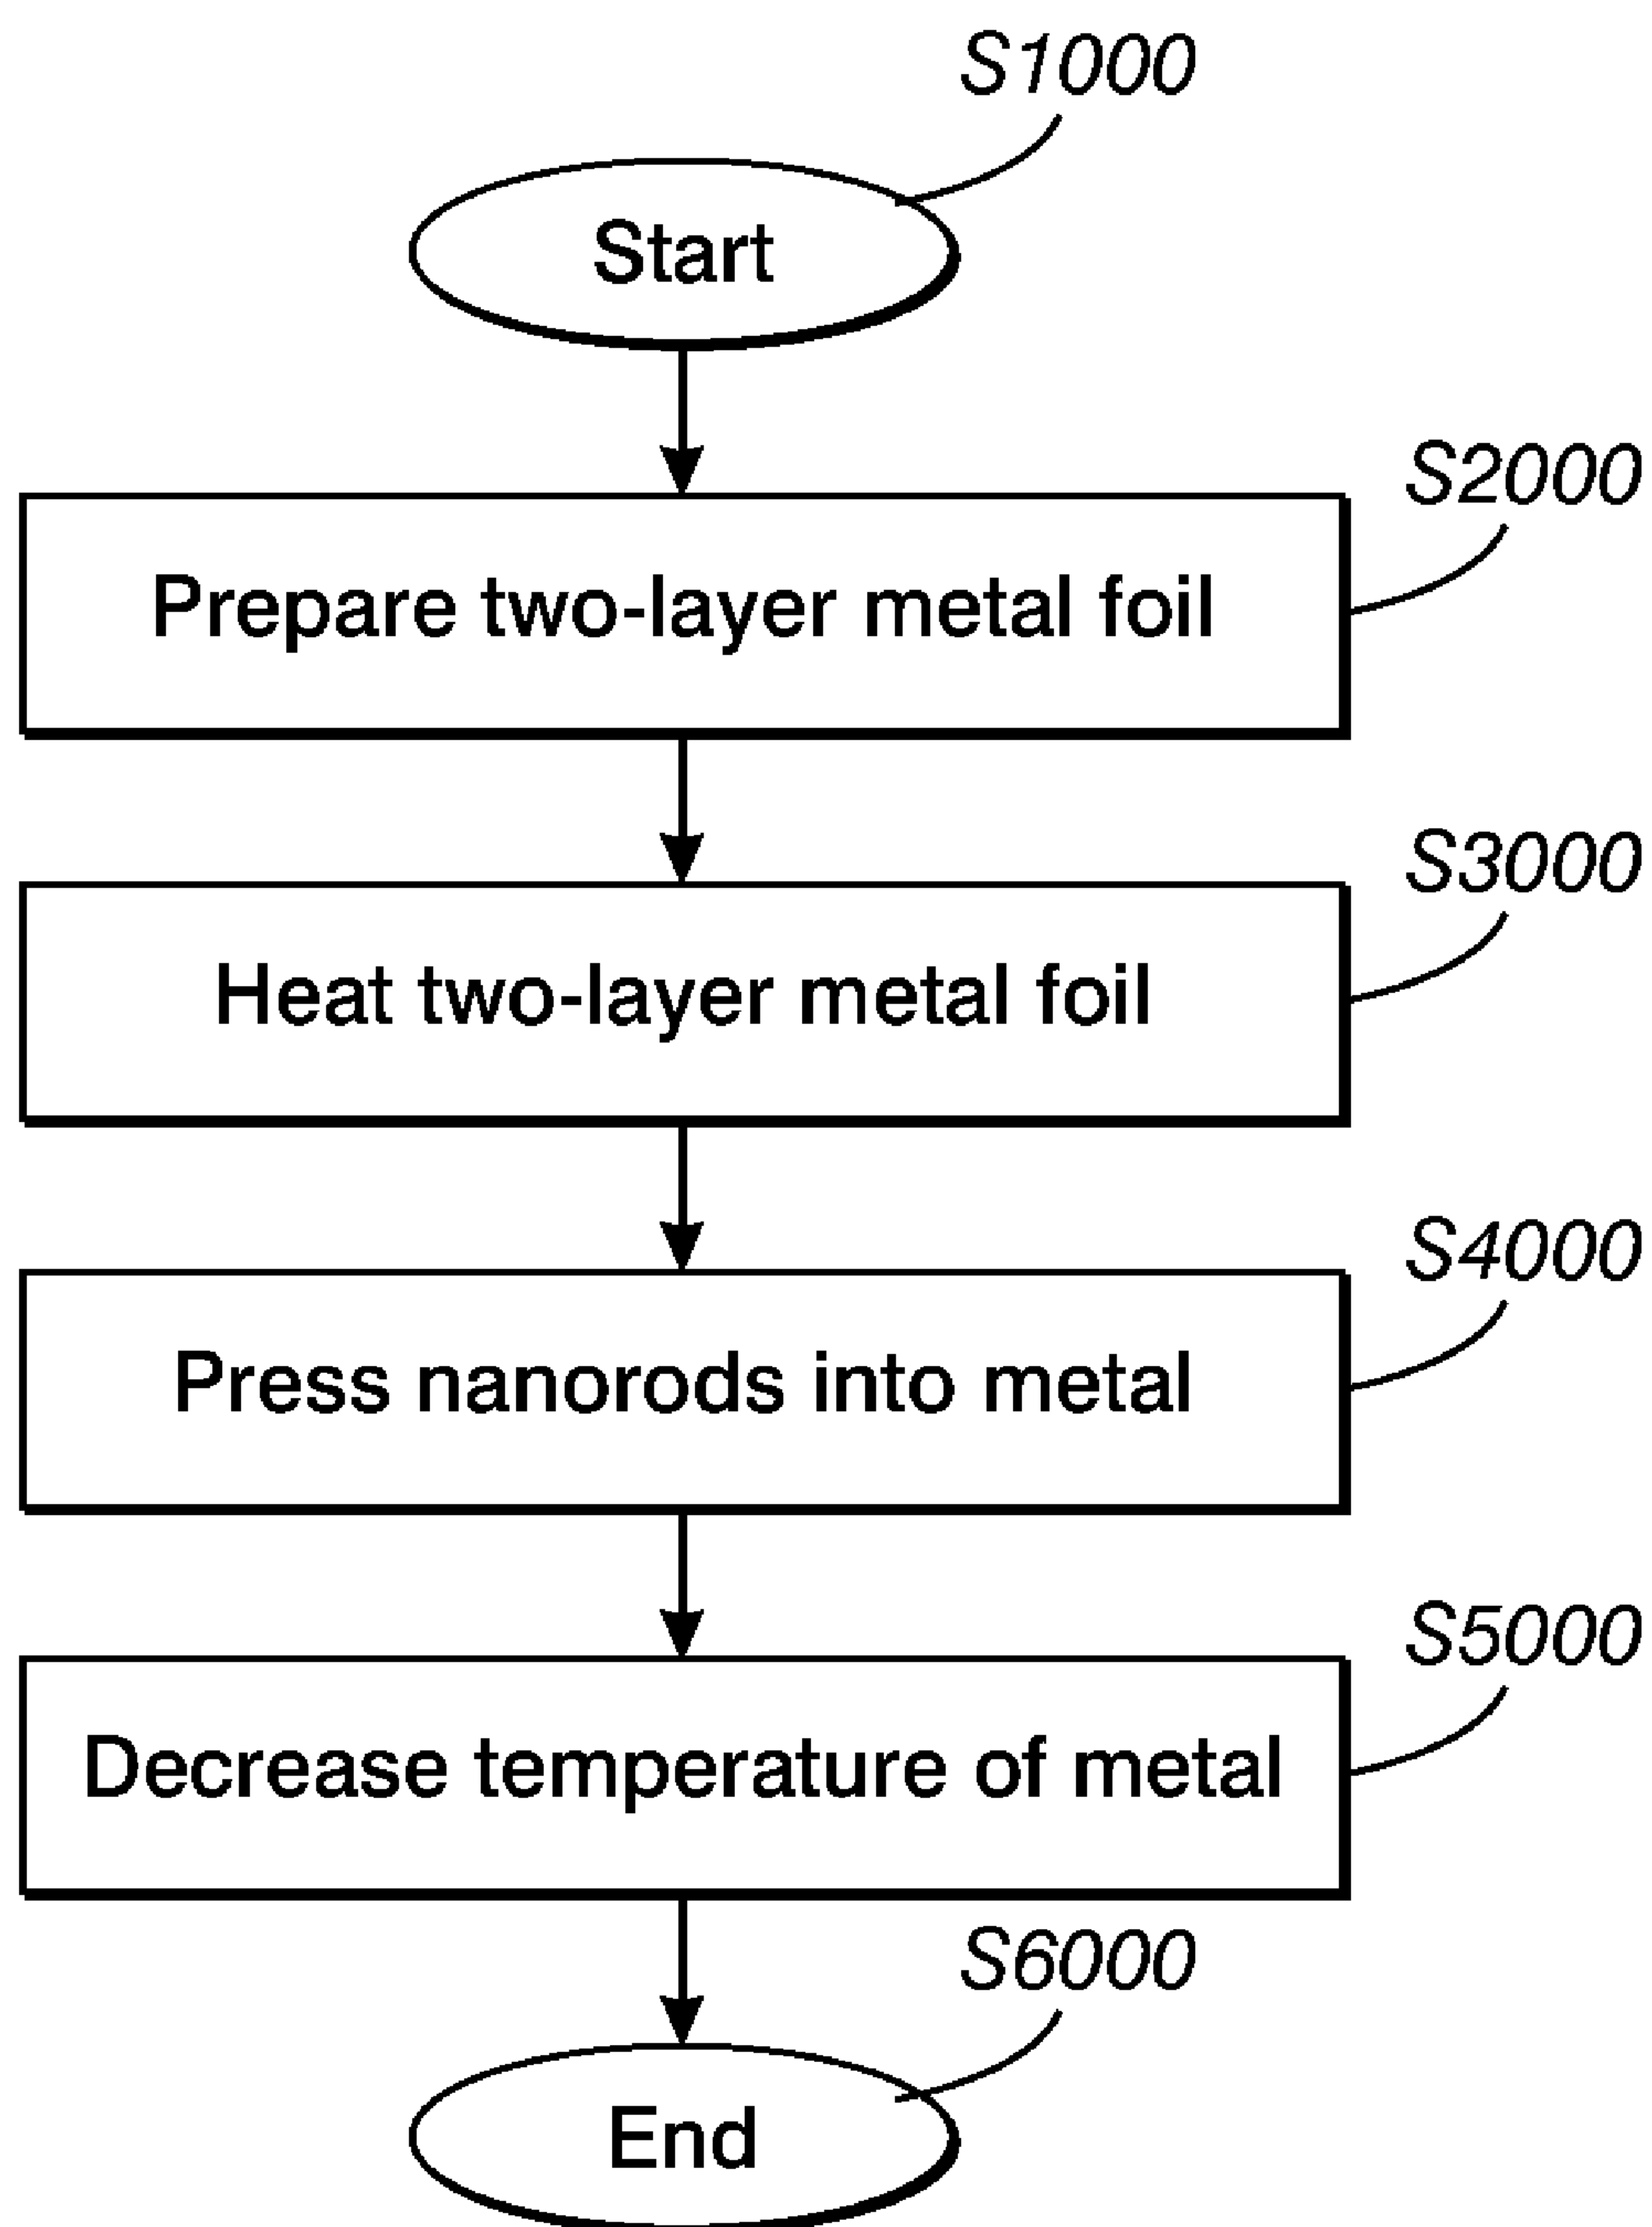 S1000
Start
S2000
Prepare two-layer metal foil
S3000
Heat two-layer metal foil
S4000
Press nanorods into metal
S5000
Decrease temperature of metal
S6000
End